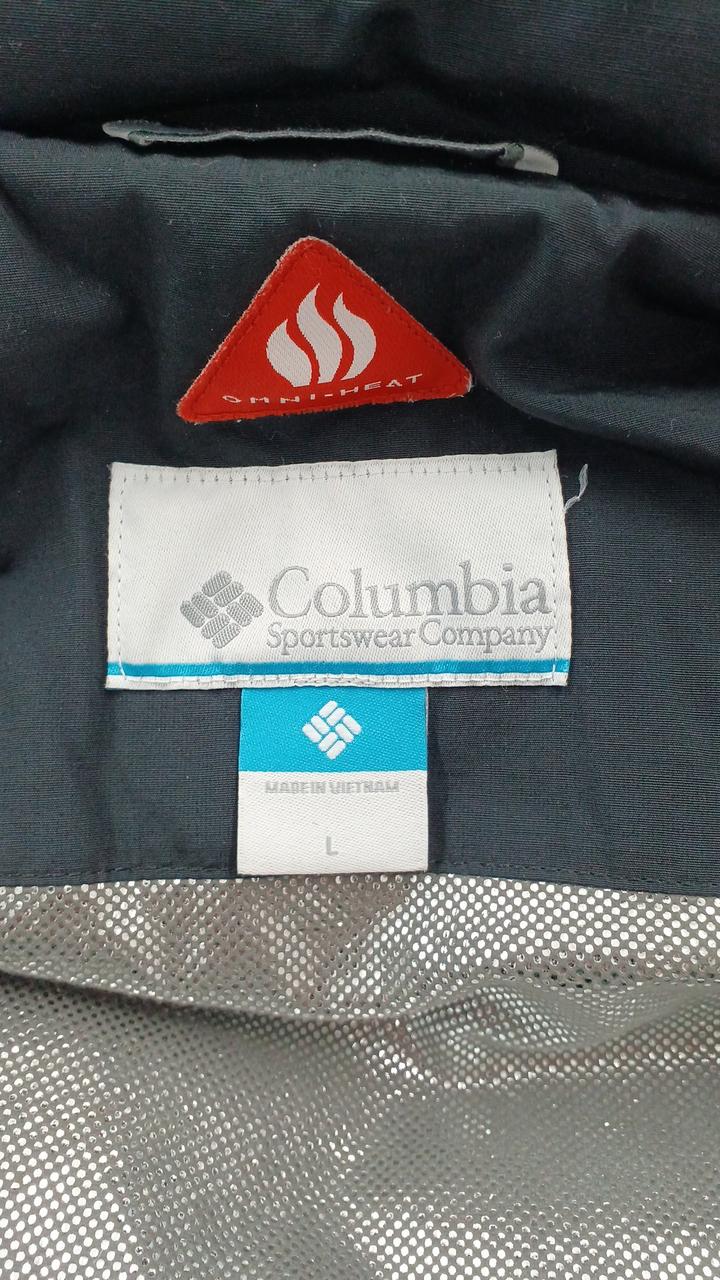 OMNI-HEAT
Columbia
Sportswear Company
MADE IN VIETNAM
L